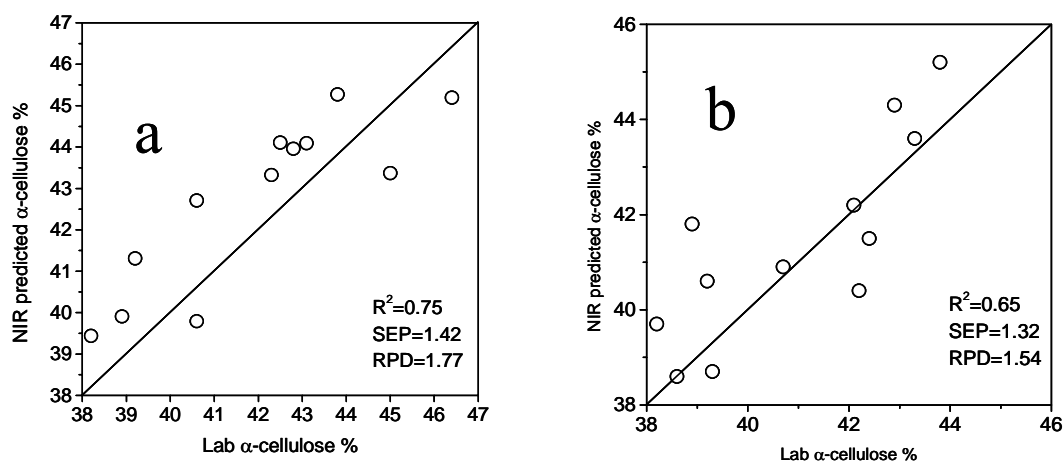 a
NIR predicted α-cellulose %
47
46
45
44
43
42
41
40
39
38
R²=0.75
SEP=1.42
RPD=1.77
38 39 40 41 42 43 44 45 46 47
Lab α-cellulose %
b
NIR predicted α-cellulose %
46
44
42
40
38
R²=0.65
SEP=1.32
RPD=1.54
38 40 42 44 46
Lab α-cellulose %